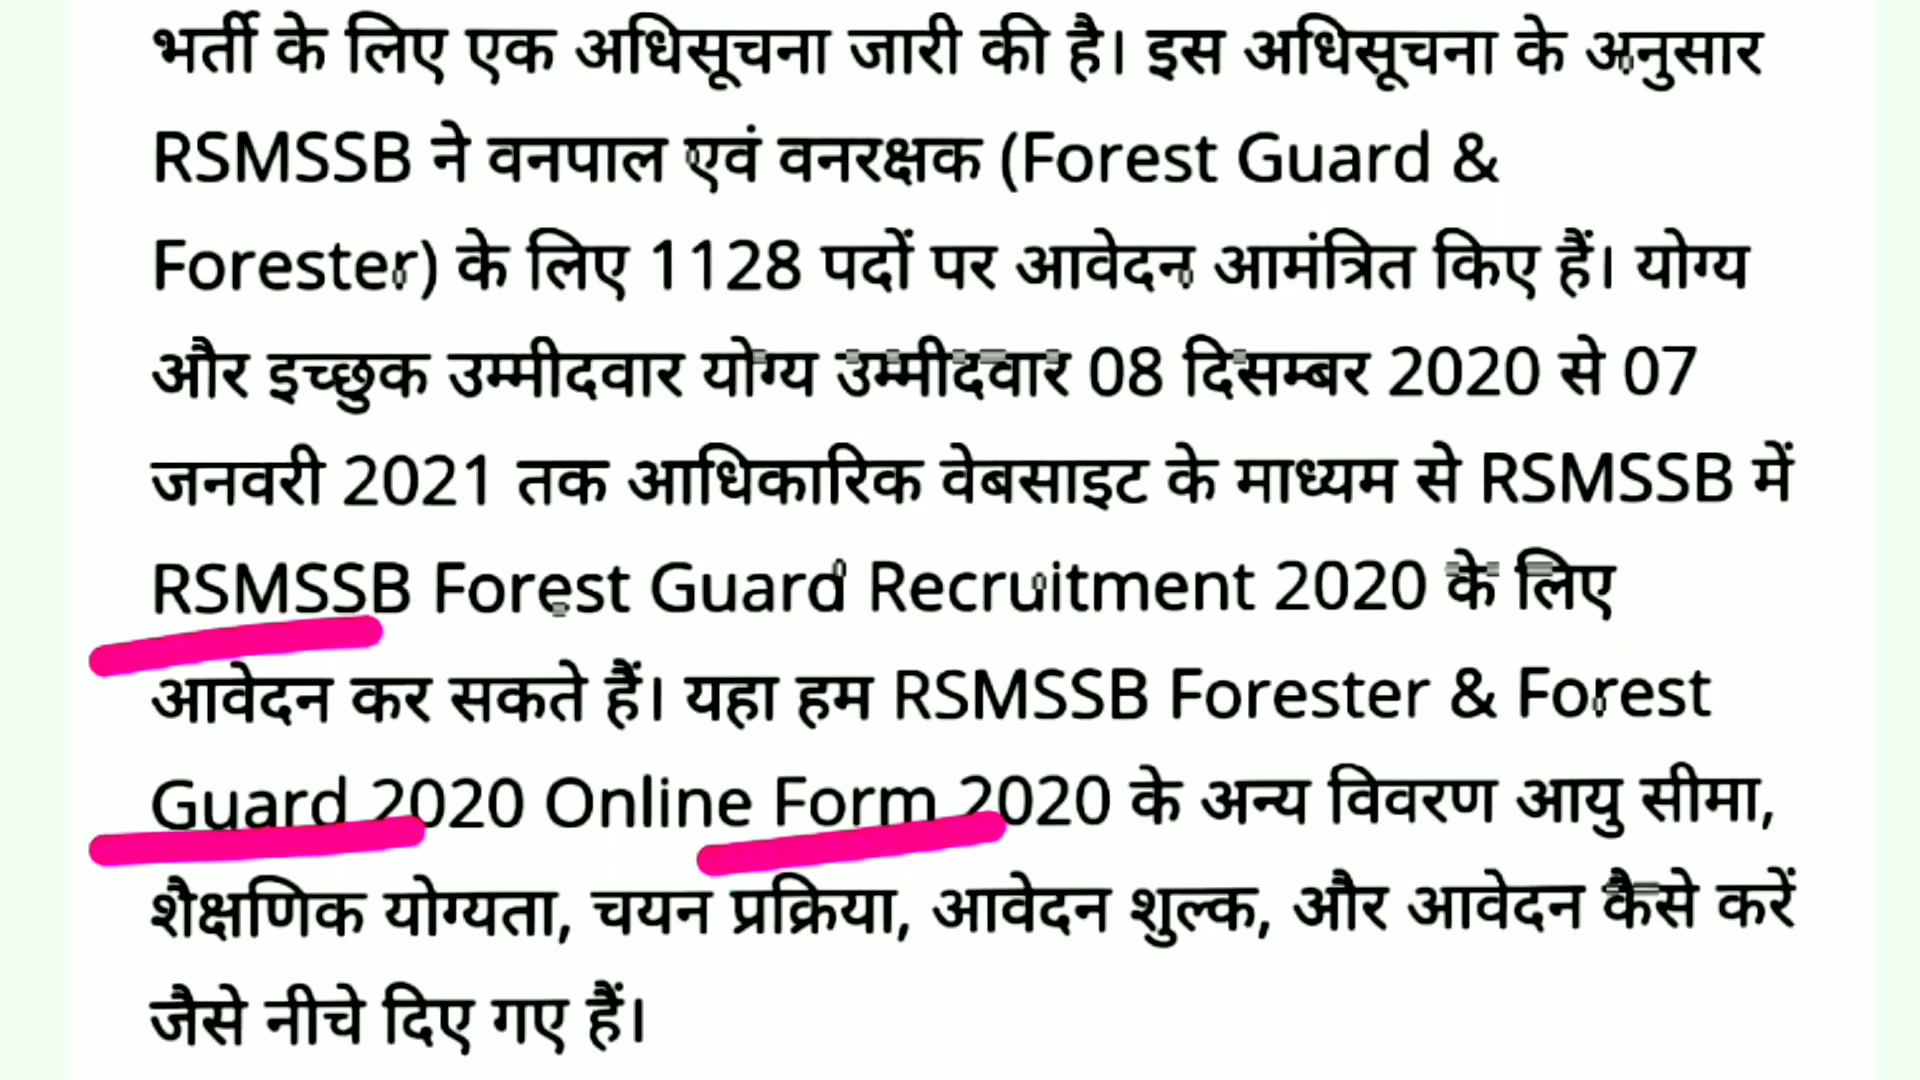 भर्ती के लिए एक अधिसूचना जारी की है। इस अधिसूचना के अनुसार
RSMSSB ने वनपाल एवं वनरक्षक (Forest Guard &
Forester) के लिए 1128 पदों पर आवेदन आमंत्रित किए हैं। योग्य
और इच्छुक उम्मीदवार योग्य उम्मीदवार 08 दिसम्बर 2020 से 07
जनवरी 2021 तक आधिकारिक वेबसाइट के माध्यम से RSMSSB में
RSMSSB Forest Guard Recruitment 2020 के लिए
आवेदन कर सकते हैं। यहा हम RSMSSB Forester & Forest
Guard 2020 Online Form 2020 के अन्य विवरण आयु सीमा,
शैक्षणिक योग्यता, चयन प्रक्रिया, आवेदन शुल्क, और आवेदन कैसे करें
जैसे नीचे दिए गए हैं।